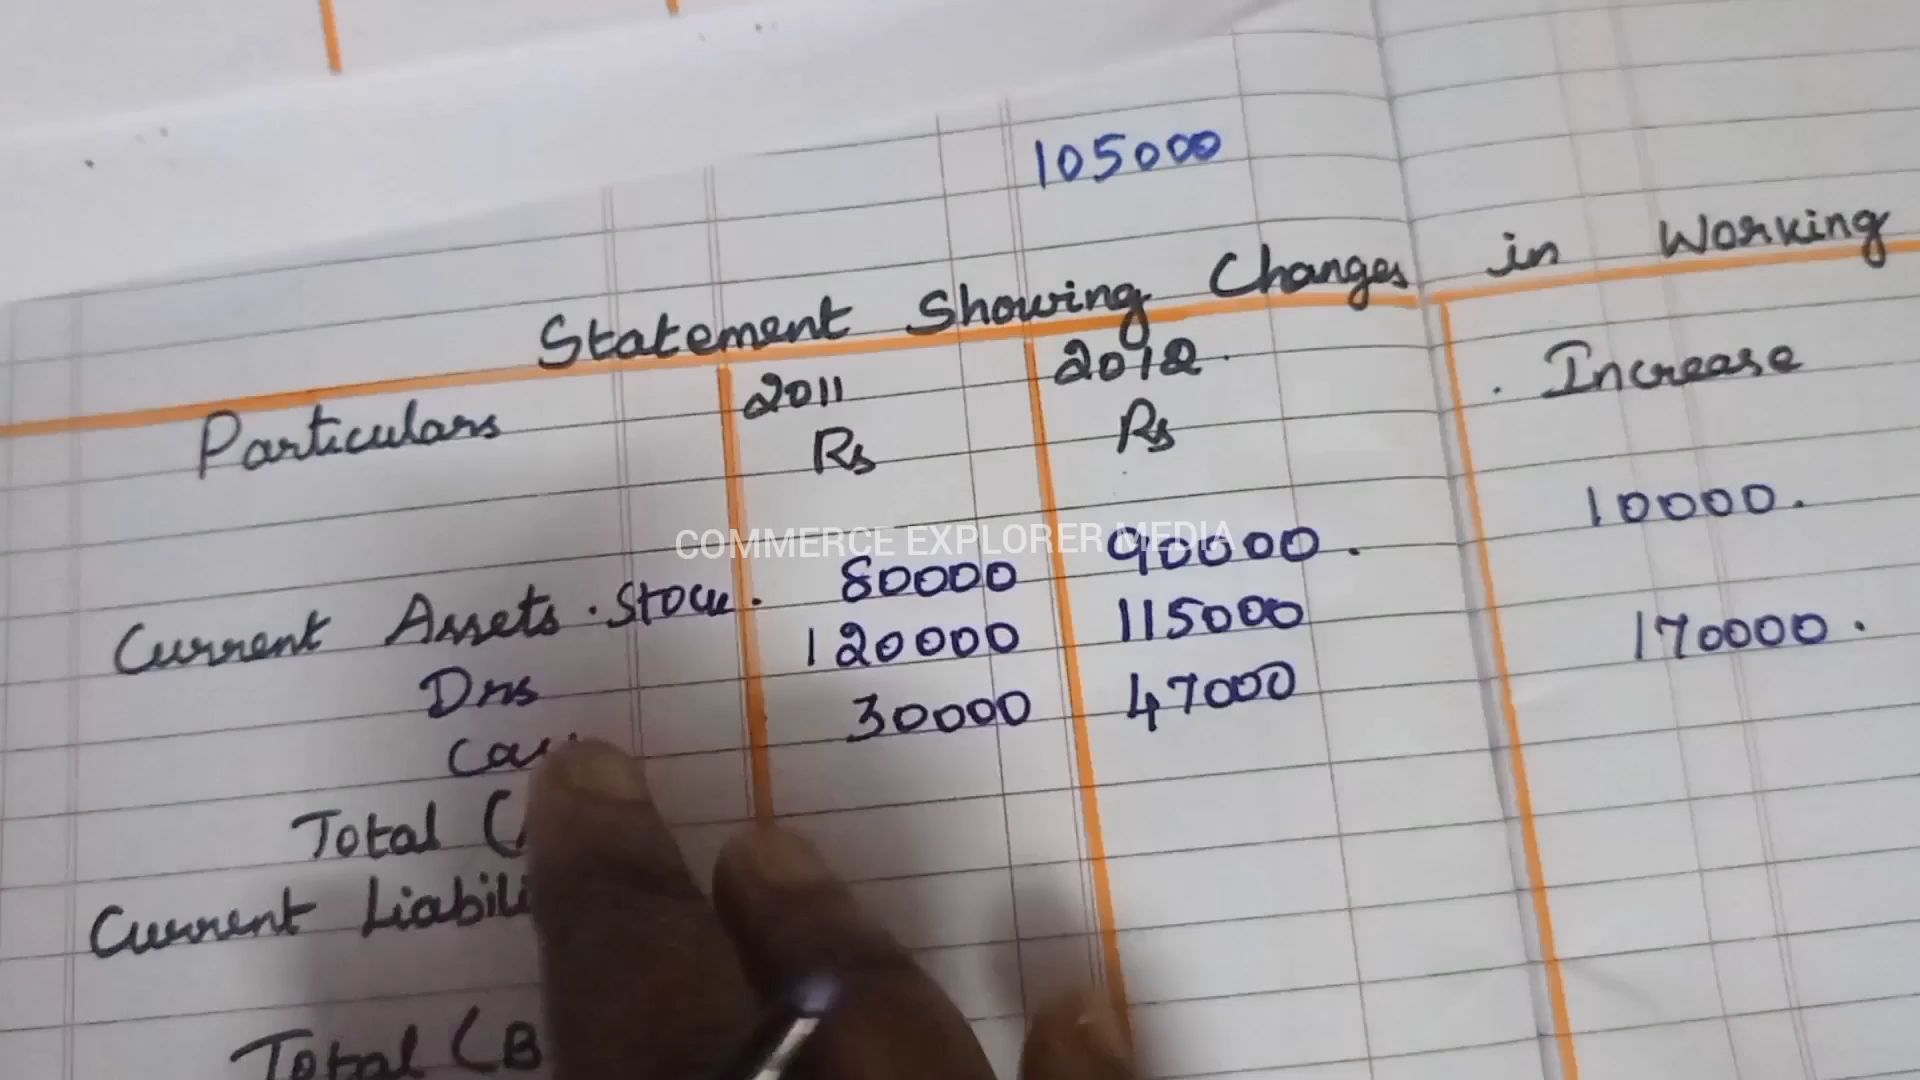 105000
Statement Showing Changes in Working
Particulars 2011 2012. . Increase
Rs Rs
COMMERCE EXPLORER MEDIA
Current Assets . Stock. 80000 90000. 10000.
Drs 120000 115000
30000 47000 170000.
Total
Current
Total (B